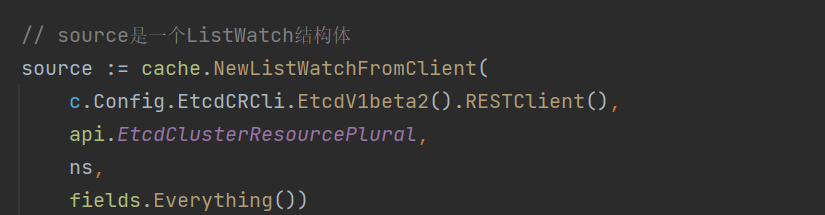 // source是一个ListWatch结构体
source := cache.NewListWatchFromClient(
c.Config.EtcdCRCli.EtcdV1beta2().RESTClient(),
api.EtcdClusterResourcePlural,
ns,
fields.Everything())